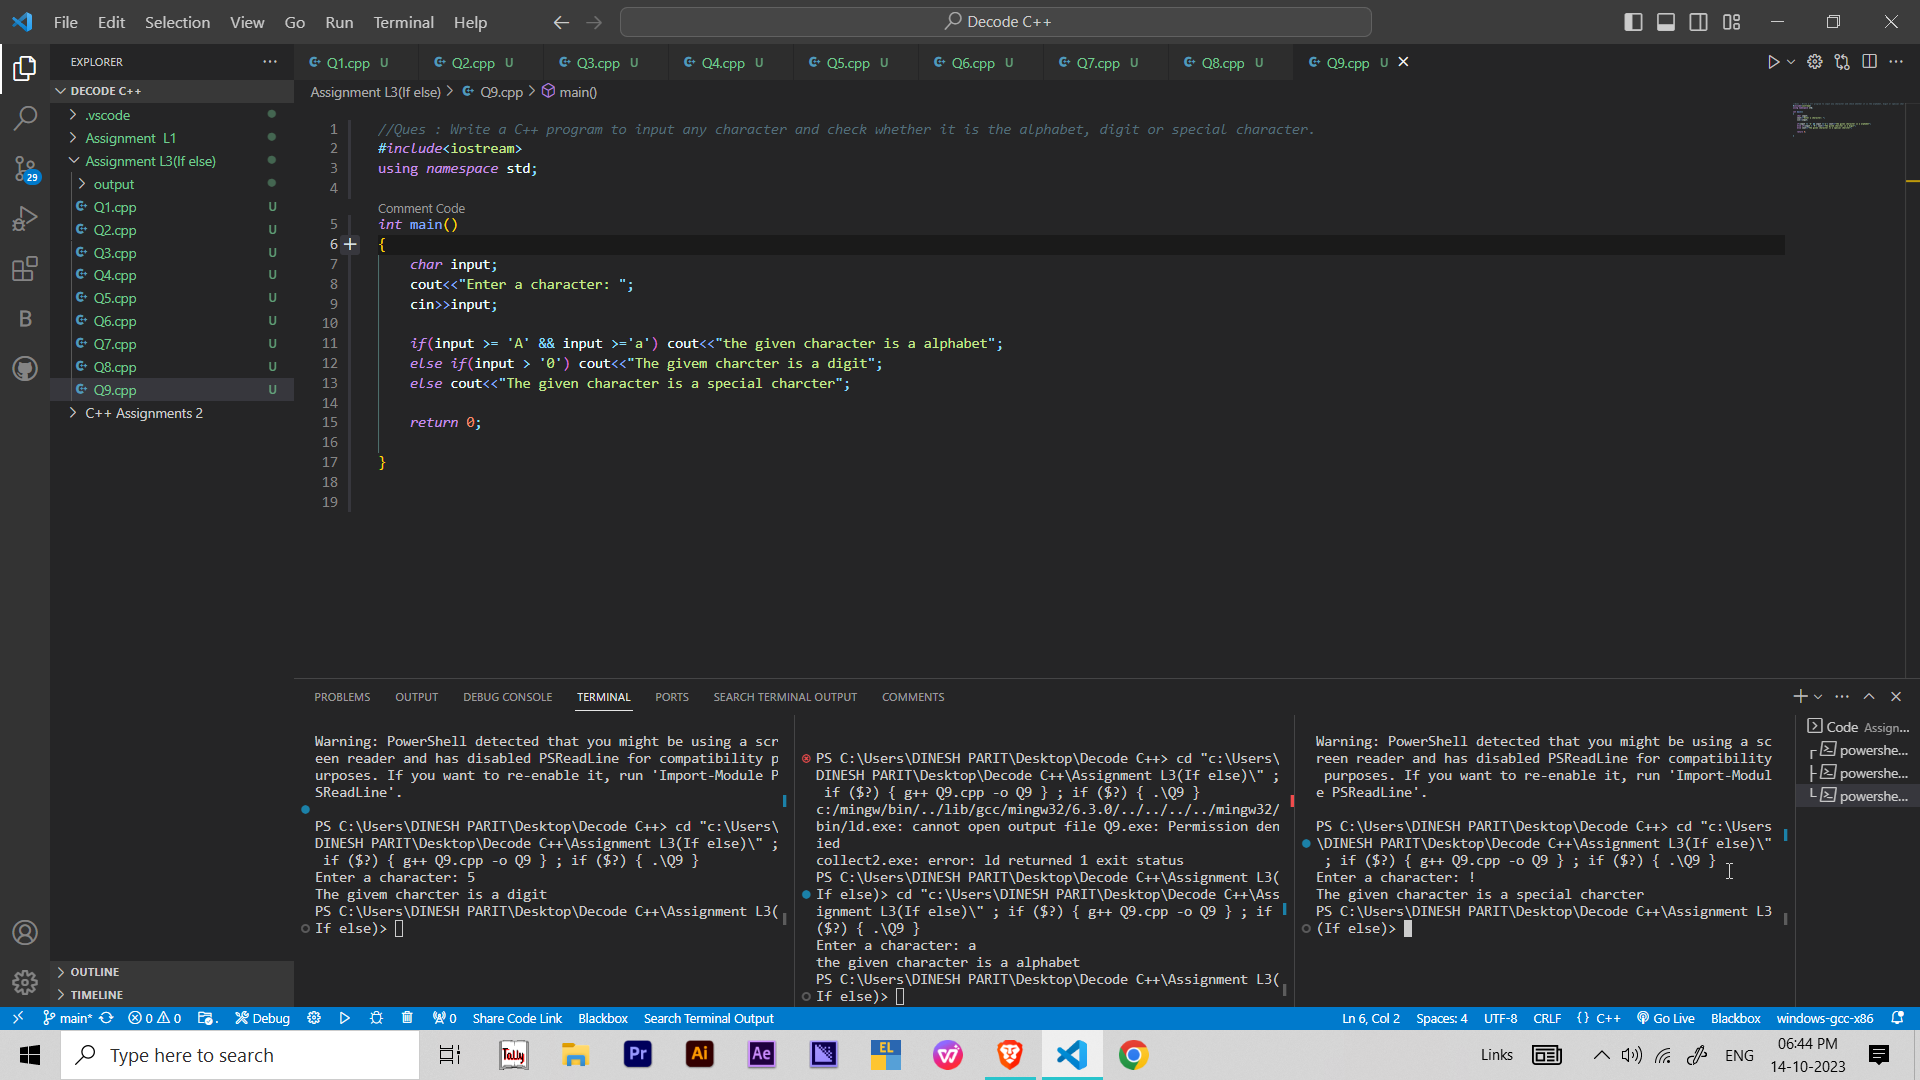 File Edit Selection View Go Run Terminal Help
Decode C++
EXPLORER
DECODE C++
.vscode
Assignment L1
Assignment L3(If else)
output
Q1.cpp U
Q2.cpp U
Q3.cpp U
Q4.cpp U
Q5.cpp U
Q6.cpp U
Q7.cpp U
Q8.cpp U
Q9.cpp U
C++ Assignments 2
OUTLINE
TIMELINE
29
B
Q1.cpp U Q2.cpp U Q3.cpp U Q4.cpp U Q5.cpp U Q6.cpp U Q7.cpp U Q8.cpp U Q9.cpp U
Assignment L3(If else) > Q9.cpp > main()
1 //Ques : Write a C++ program to input any character and check whether it is the alphabet, digit or special character.
2 #include<iostream>
3 using namespace std;
4
Comment Code
5 int main()
6 {
7 char input;
8 cout<<"Enter a character: ";
9 cin>>input;
10
11 if(input >= 'A' && input >='a') cout<<"the given character is a alphabet";
12 else if(input > '0') cout<<"The givem charcter is a digit";
13 else cout<<"The given character is a special charcter";
14
15 return 0;
16
17 }
18
19
PROBLEMS OUTPUT DEBUG CONSOLE TERMINAL PORTS SEARCH TERMINAL OUTPUT COMMENTS
Warning: PowerShell detected that you might be using a scr
een reader and has disabled PSReadLine for compatibility p
urposes. If you want to re-enable it, run 'Import-Module P
SReadLine'.
PS C:\Users\DINESH PARIT\Desktop\Decode C++> cd "c:\Users\
DINESH PARIT\Desktop\Decode C++\Assignment L3(If else)\" ;
if ($?) { g++ Q9.cpp -o Q9 } ; if ($?) { .\Q9 }
Enter a character: 5
The givem charcter is a digit
PS C:\Users\DINESH PARIT\Desktop\Decode C++\Assignment L3(
If else)>
PS C:\Users\DINESH PARIT\Desktop\Decode C++> cd "c:\Users\
DINESH PARIT\Desktop\Decode C++\Assignment L3(If else)\" ;
if ($?) { g++ Q9.cpp -o Q9 } ; if ($?) { .\Q9 }
c:/mingw/bin/../lib/gcc/mingw32/6.3.0/../../../../mingw32/
bin/ld.exe: cannot open output file Q9.exe: Permission den
ied
collect2.exe: error: ld returned 1 exit status
PS C:\Users\DINESH PARIT\Desktop\Decode C++\Assignment L3(
If else)> cd "c:\Users\DINESH PARIT\Desktop\Decode C++\Ass
ignment L3(If else)\" ; if ($?) { g++ Q9.cpp -o Q9 } ; if
($?) { .\Q9 }
Enter a character: a
the given character is a alphabet
PS C:\Users\DINESH PARIT\Desktop\Decode C++\Assignment L3(
If else)>
Warning: PowerShell detected that you might be using a sc
reen reader and has disabled PSReadLine for compatibility
purposes. If you want to re-enable it, run 'Import-Modul
e PSReadLine'.
PS C:\Users\DINESH PARIT\Desktop\Decode C++> cd "c:\Users
\DINESH PARIT\Desktop\Decode C++\Assignment L3(If else)\"
; if ($?) { g++ Q9.cpp -o Q9 } ; if ($?) { .\Q9 }
Enter a character: !
The given character is a special charcter
PS C:\Users\DINESH PARIT\Desktop\Decode C++\Assignment L3
(If else)>
Code Assign...
powershe...
powershe...
powershe...
main* 0 0 Debug 0 Share Code Link Blackbox Search Terminal Output Ln 6, Col 2 Spaces: 4 UTF-8 CRLF {} C++ Go Live Blackbox windows-gcc-x86
Type here to search
Tally Pr Ai Ae EL
Links ENG
06:44 PM
14-10-2023